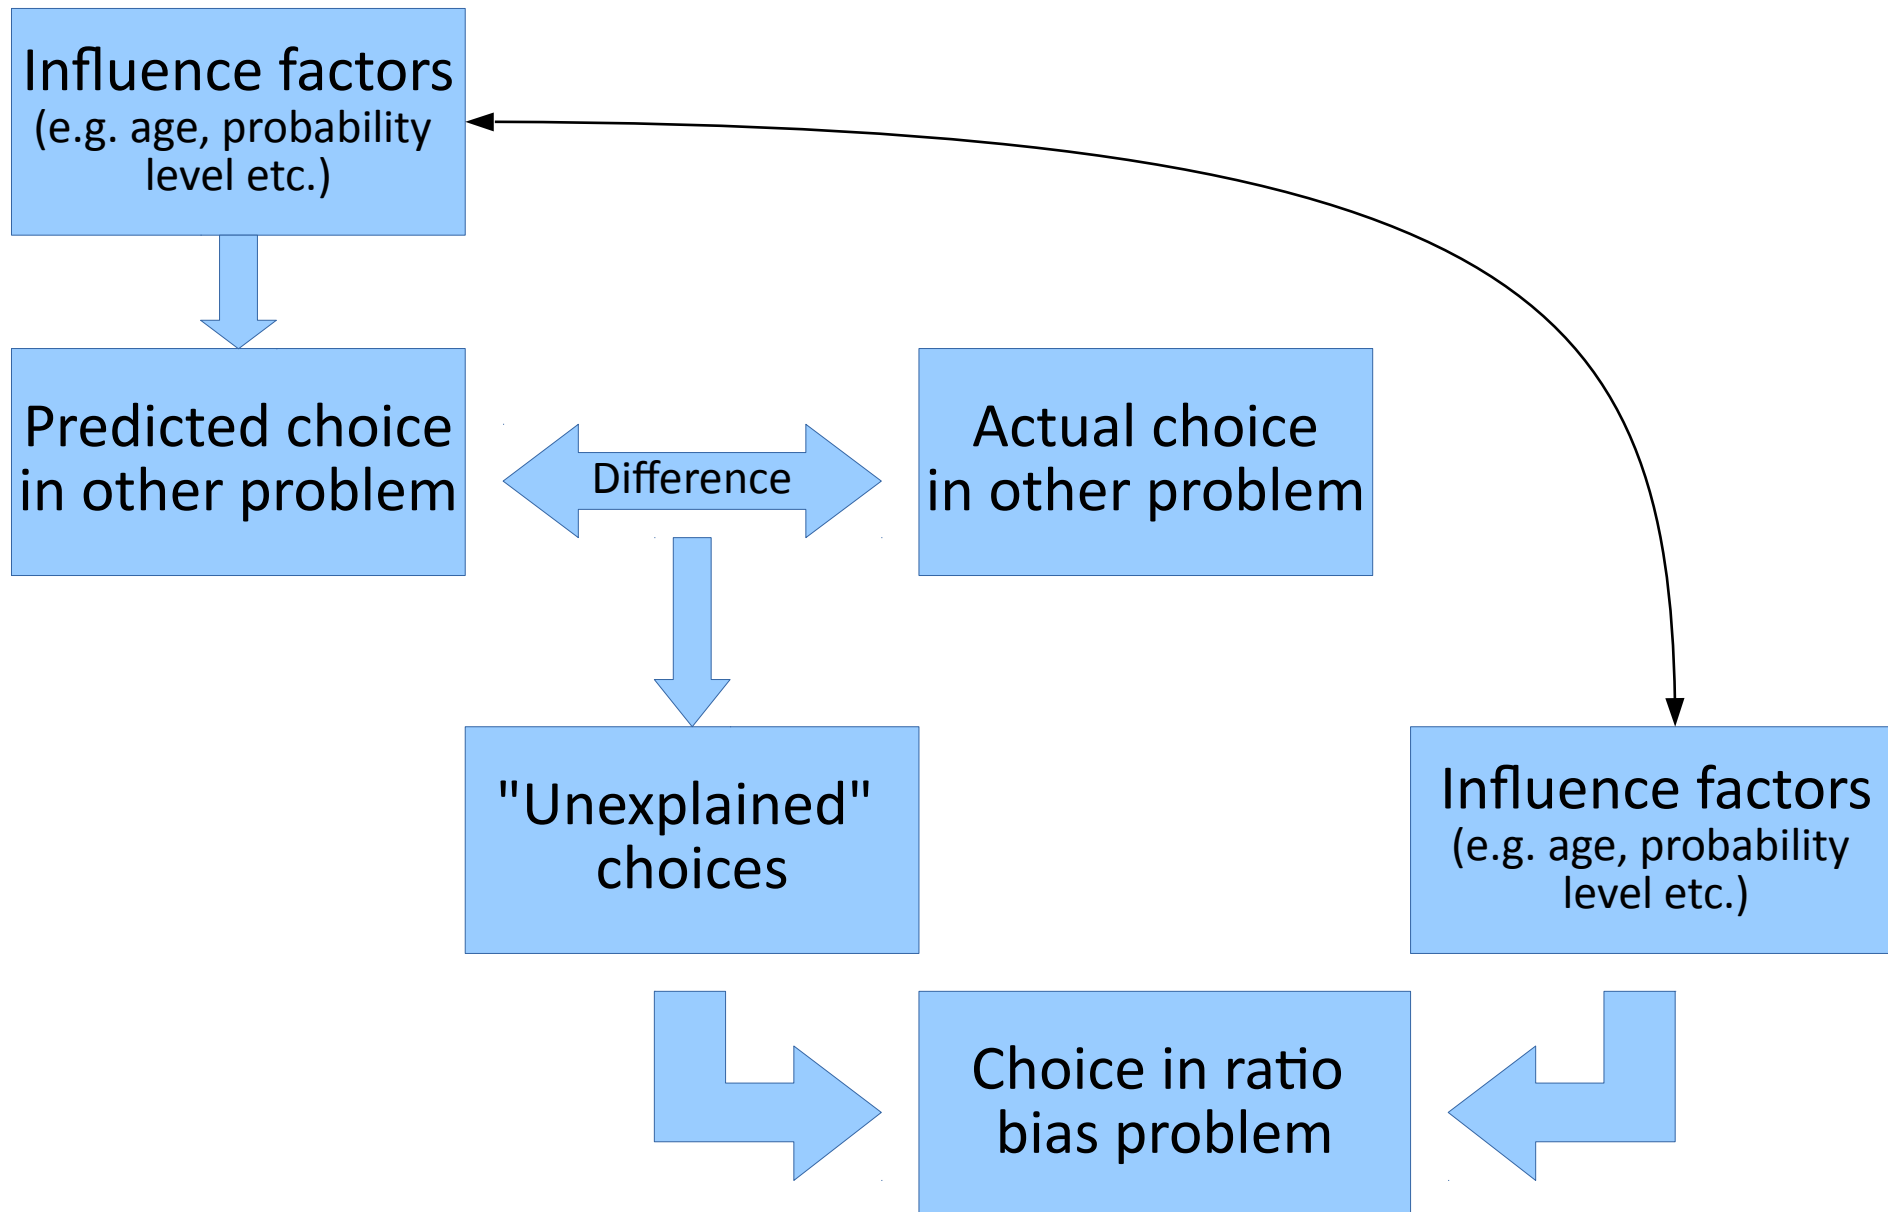 Influence factors
(e.g. age, probability
level etc.)
Predicted choice
in other problem
Difference
Actual choice
in other problem
"Unexplained"
choices
Influence factors
(e.g. age, probability
level etc.)
Choice in ratio
bias problem